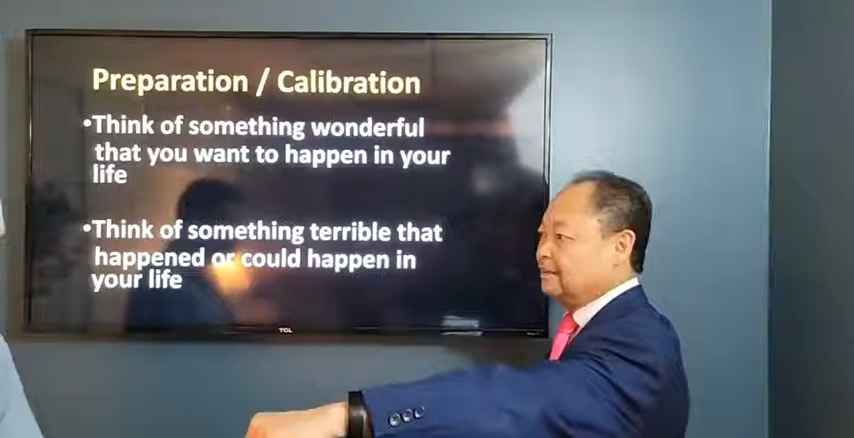 Preparation / Calibration
•Think of something wonderful
that you want to happen in your
life
•Think of something terrible that
happened or could happen in
your life
TCL